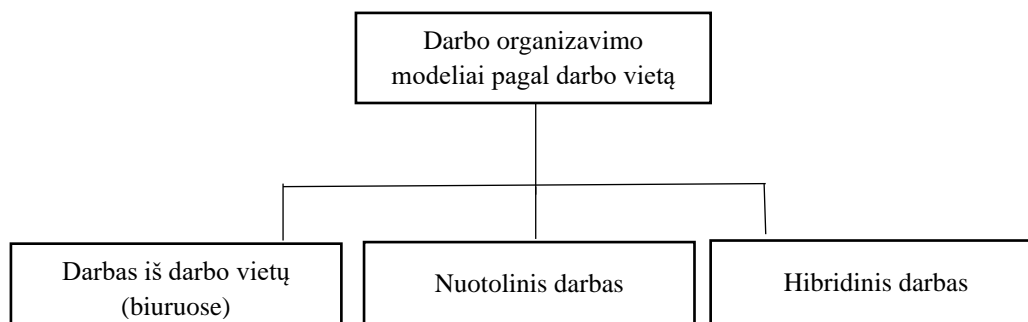 Darbo organizavimo
modeliai pagal darbo vietą
Darbas iš darbo vietų
(biuruose)
Nuotolinis darbas
Hibridinis darbas